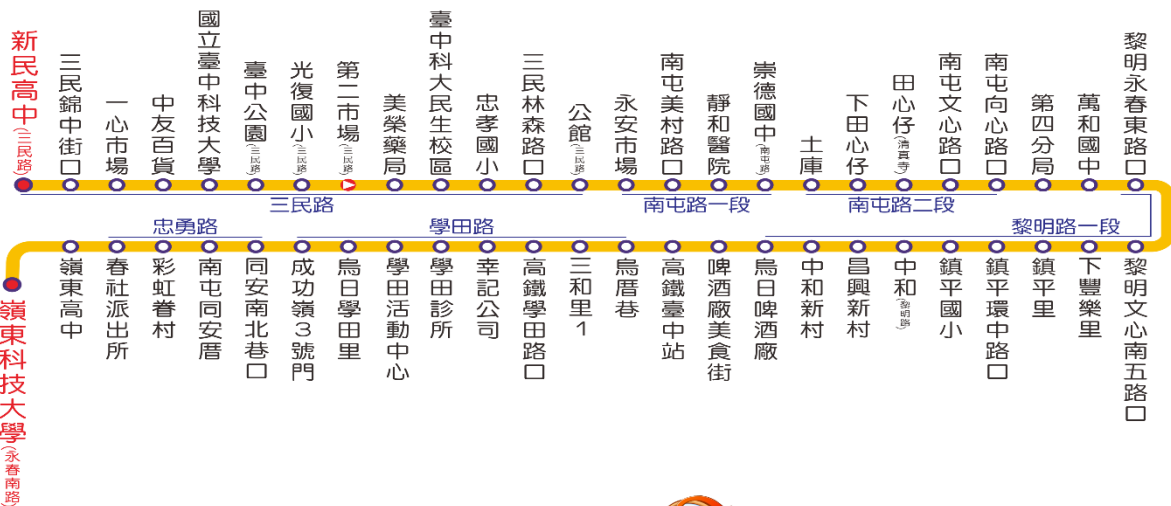 新民高中(三民路)
三民錦中街口
一心市場
中友百貨
國立臺中科技大學
臺中公園(三民路)
光復國小(三民路)
第二市場(三民路)
美榮藥局
臺中科大民生校區
忠孝國小
三民林森路口
公館(三民路)
永安市場
南屯美村路口
靜和醫院
崇德國中(南屯路)
土庫
下田心仔
田心仔(清真寺)
南屯文心路口
南屯向心路口
第四分局
萬和國中
黎明永春東路口
三民路
南屯路一段
南屯路二段
忠勇路
學田路
黎明路一段
嶺東科技大學(永春南路)
嶺東高中
春社派出所
彩虹眷村
南屯同安厝
同安南北巷口
成功嶺3號門
烏日學田里
學田活動中心
學田診所
幸記公司
高鐵學田路口
三和里1
烏厝巷
高鐵臺中站
啤酒廠美食街
烏日啤酒廠
中和新村
昌興新村
中和(黎明路)
鎮平國小
鎮平環中路口
鎮平里
下豐樂里
黎明文心南五路口